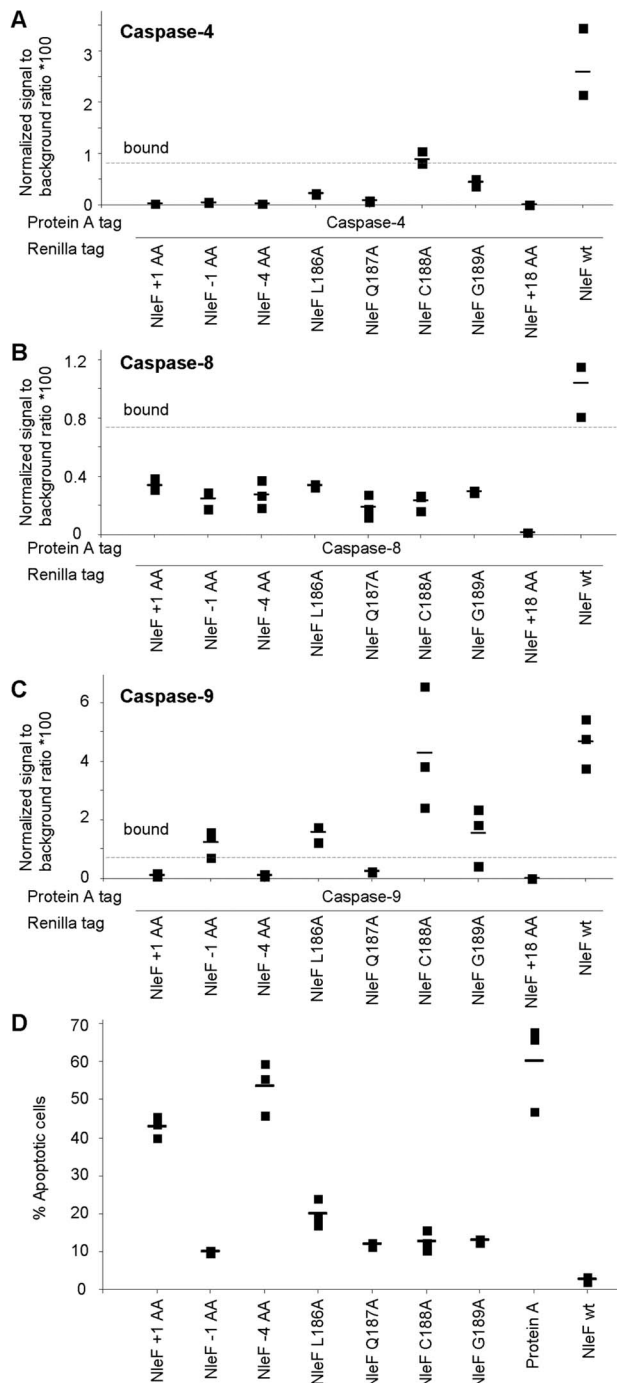 A
Caspase-4
Normalized signal to
background ratio *100
3
2
1
0
bound
Protein A tag
Caspase-4
Renilla tag
NleF +1 AA
NleF -1 AA
NleF -4 AA
NleF L186A
NleF Q187A
NleF C188A
NleF G189A
NleF +18 AA
NleF wt
B
Caspase-8
Normalized signal to
background ratio *100
1.2
0.8
0.4
0
bound
Protein A tag
Caspase-8
Renilla tag
NleF +1 AA
NleF -1 AA
NleF -4 AA
NleF L186A
NleF Q187A
NleF C188A
NleF G189A
NleF +18 AA
NleF wt
C
Caspase-9
Normalized signal to
background ratio *100
6
4
2
0
bound
Protein A tag
Caspase-9
Renilla tag
NleF +1 AA
NleF -1 AA
NleF -4 AA
NleF L186A
NleF Q187A
NleF C188A
NleF G189A
NleF +18 AA
NleF wt
D
% Apoptotic cells
70
60
50
40
30
20
10
0
NleF +1 AA
NleF -1 AA
NleF -4 AA
NleF L186A
NleF Q187A
NleF C188A
NleF G189A
Protein A
NleF wt